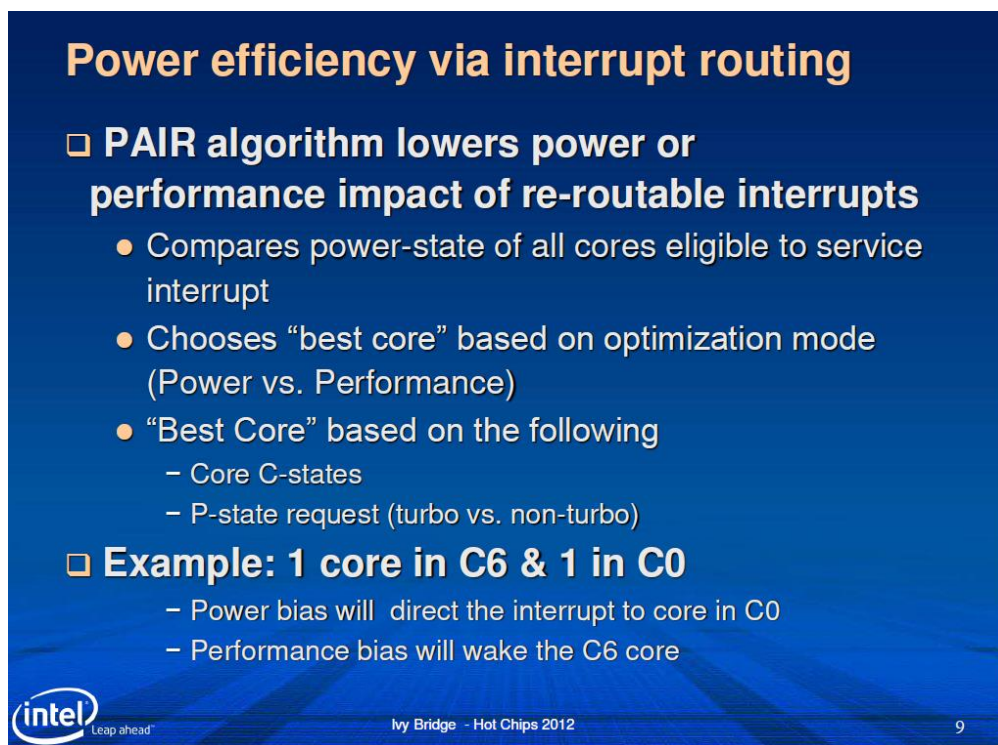 Power efficiency via interrupt routing
PAIR algorithm lowers power or
performance impact of re-routable interrupts
• Compares power-state of all cores eligible to service
interrupt
• Chooses “best core” based on optimization mode
(Power vs. Performance)
• “Best Core” based on the following
− Core C-states
− P-state request (turbo vs. non-turbo)
Example: 1 core in C6 & 1 in C0
− Power bias will direct the interrupt to core in C0
− Performance bias will wake the C6 core
intel
Leap ahead™
Ivy Bridge - Hot Chips 2012
9